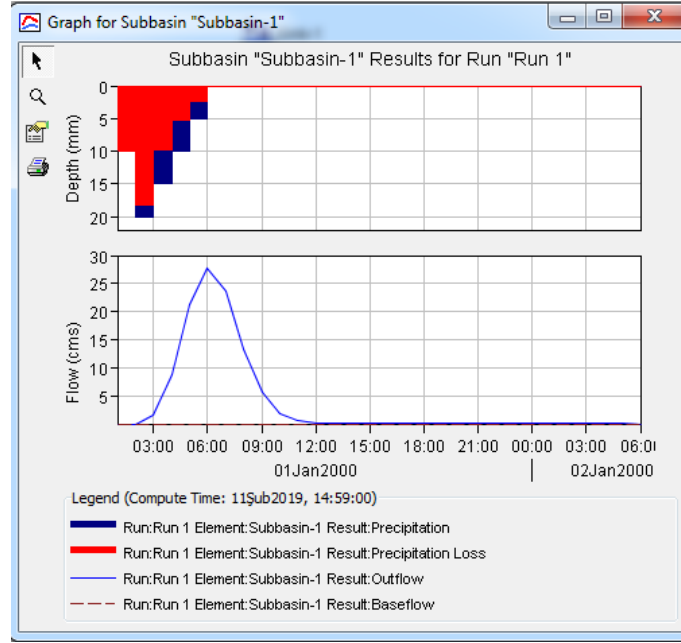 Graph for Subbasin "Subbasin-1"
Subbasin "Subbasin-1" Results for Run "Run 1"
Depth (mm)
0
5
10
15
20
Flow (cms)
30
25
20
15
10
5
03:00 06:00 09:00 12:00 15:00 18:00 21:00 00:00 03:00 06:0
01Jan2000 02Jan2000
Legend (Compute Time: 11Şub2019, 14:59:00)
Run:Run 1 Element:Subbasin-1 Result:Precipitation
Run:Run 1 Element:Subbasin-1 Result:Precipitation Loss
Run:Run 1 Element:Subbasin-1 Result:Outflow
Run:Run 1 Element:Subbasin-1 Result:Baseflow